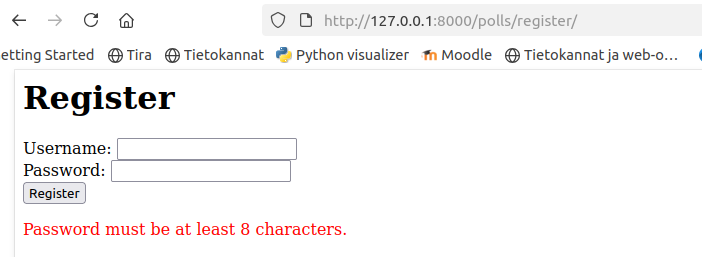 http://127.0.0.1:8000/polls/register/
etting Started Tira Tietokannat Python visualizer Moodle Tietokannat ja web-o…
Register
Username:
Password:
Register
Password must be at least 8 characters.